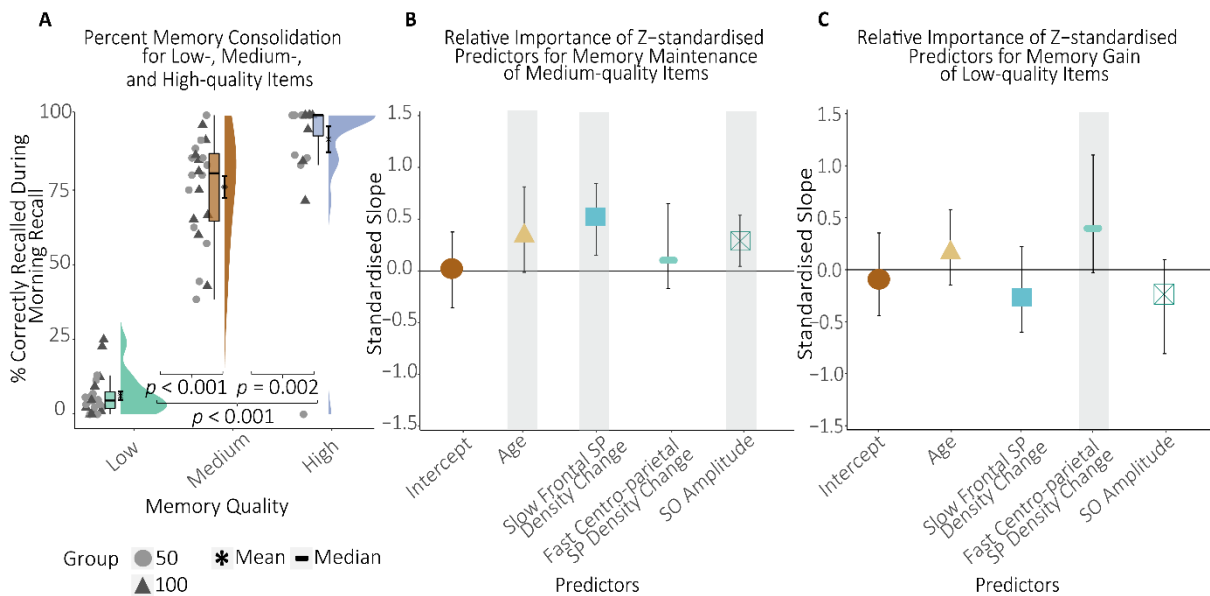 A
Percent Memory Consolidation
for Low-, Medium-,
and High-quality Items
% Correctly Recalled During
Morning Recall
100
75
50
25
0
p < 0.001
p = 0.002
p < 0.001
Low
Medium
High
Memory Quality
Group
50
100
Mean
Median
B
Relative Importance of Z−standardised
Predictors for Memory Maintenance
of Medium-quality Items
Standardised Slope
1.5
1.0
0.5
0.0
−0.5
−1.0
−1.5
Intercept
Age
Slow Frontal SP
Density Change
Fast Centro-parietal
SP Density Change
SO Amplitude
Predictors
C
Relative Importance of Z−standardised
Predictors for Memory Gain
of Low-quality Items
Standardised Slope
1.5
1.0
0.5
0.0
−0.5
−1.0
−1.5
Intercept
Age
Slow Frontal SP
Density Change
Fast Centro-parietal
SP Density Change
SO Amplitude
Predictors